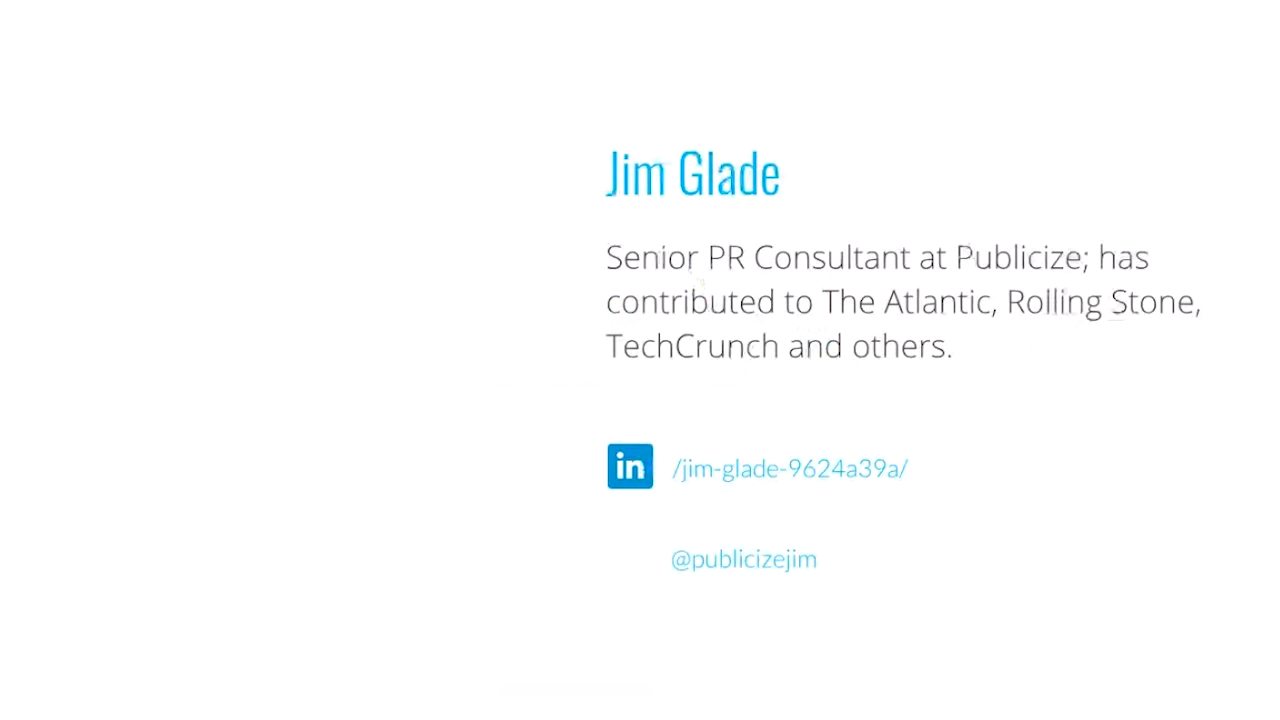 Jim Glade
Senior PR Consultant at Publicize; has
contributed to The Atlantic, Rolling Stone,
TechCrunch and others.
in /jim-glade-9624a39a/
@publicizejim